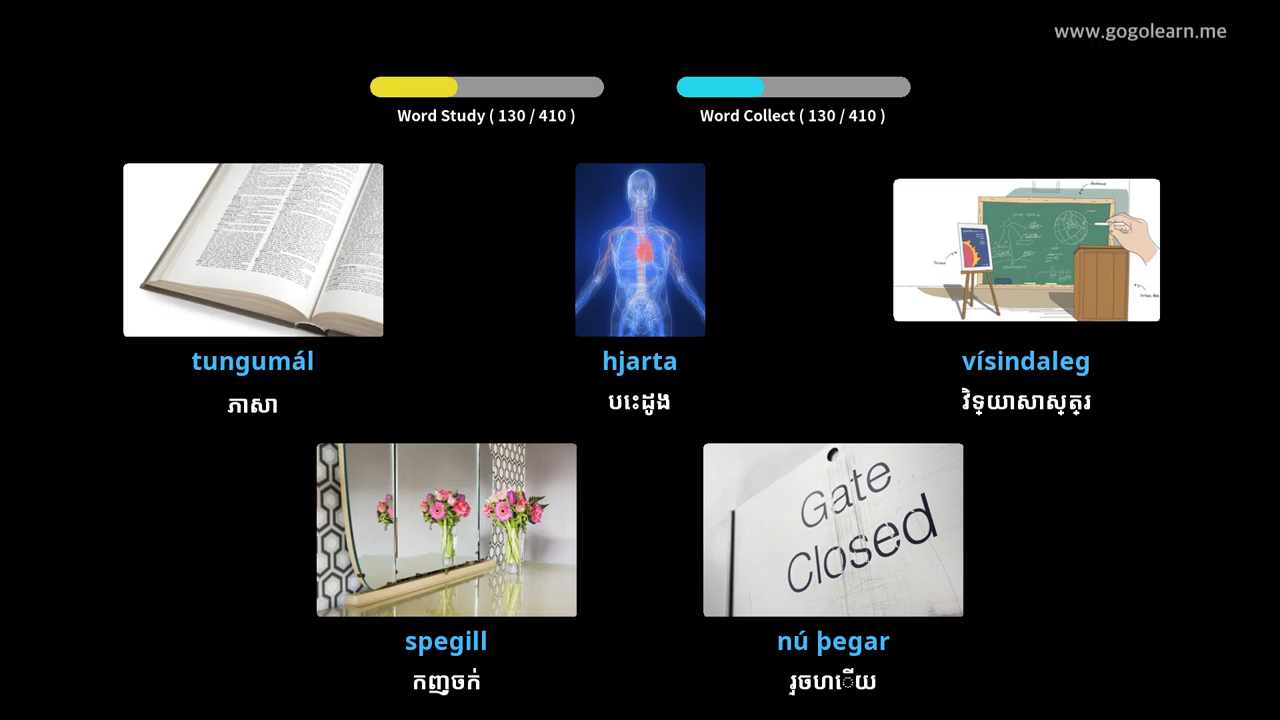 www.gogolearn.me
Word Study ( 130 / 410 )
Word Collect ( 130 / 410 )
tungumál
hjarta
vísindaleg
ភាសា
បេះដូង
វិទ្យាសាស្ត្រ
Gate
Closed
spegill
nú þegar
កញ្ចក់
រួចហើយ